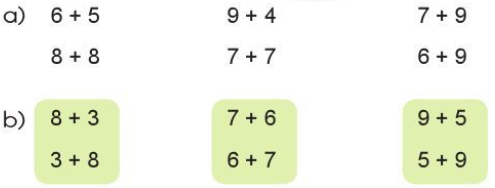 a) 6 + 5 9 + 4 7 + 9
8 + 8 7 + 7 6 + 9
b) 8 + 3 7 + 6 9 + 5
3 + 8 6 + 7 5 + 9